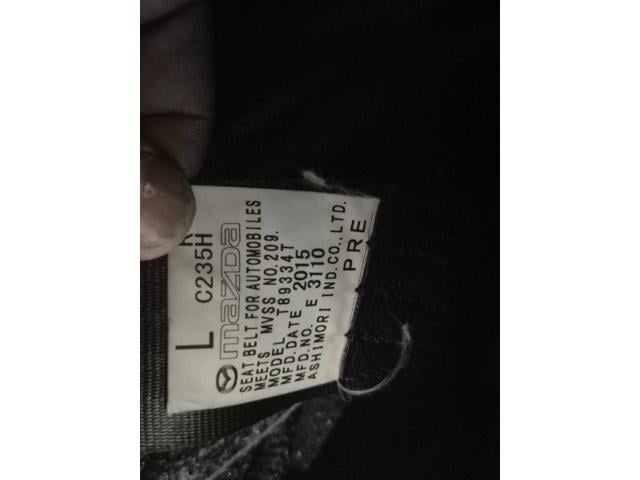 L C235H
mazda
SEAT BELT FOR AUTOMOBILES
MEETS MVSS NO.209.
MODEL T89334T
MFD.DATE 2015
MFD.NO. E 3110
ASHIMORI IND.CO.,LTD.
PRE